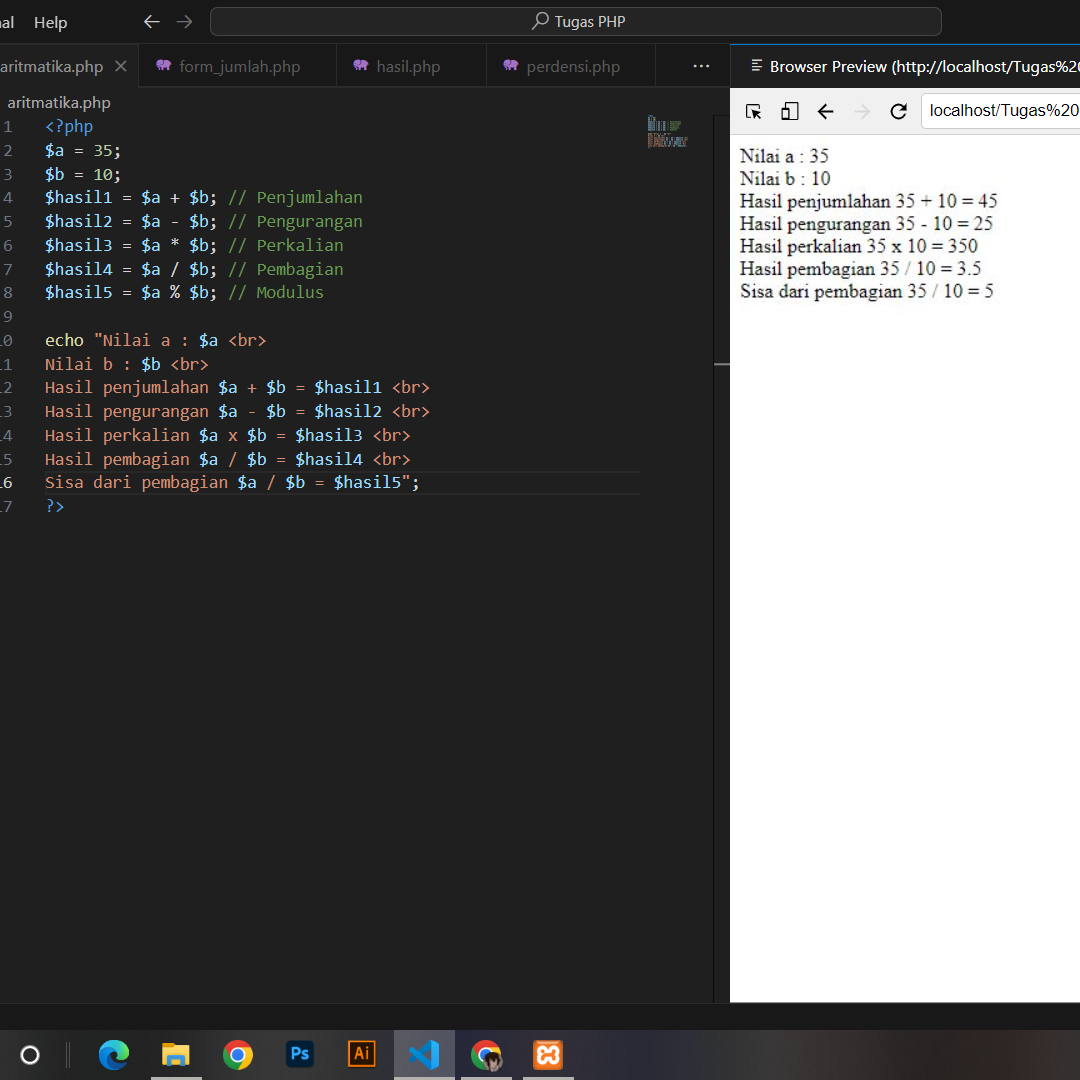 al Help Tugas PHP
aritmatika.php form_jumlah.php hasil.php perdensi.php ... Browser Preview (http://localhost/Tugas%20
aritmatika.php
localhost/Tugas%20
1 <?php
2 $a = 35;
3 $b = 10;
4 $hasil1 = $a + $b; // Penjumlahan
5 $hasil2 = $a - $b; // Pengurangan
6 $hasil3 = $a * $b; // Perkalian
7 $hasil4 = $a / $b; // Pembagian
8 $hasil5 = $a % $b; // Modulus
9
10 echo "Nilai a : $a <br>
11 Nilai b : $b <br>
12 Hasil penjumlahan $a + $b = $hasil1 <br>
13 Hasil pengurangan $a - $b = $hasil2 <br>
14 Hasil perkalian $a x $b = $hasil3 <br>
15 Hasil pembagian $a / $b = $hasil4 <br>
16 Sisa dari pembagian $a / $b = $hasil5";
17 ?>
Nilai a : 35
Nilai b : 10
Hasil penjumlahan 35 + 10 = 45
Hasil pengurangan 35 - 10 = 25
Hasil perkalian 35 x 10 = 350
Hasil pembagian 35 / 10 = 3.5
Sisa dari pembagian 35 / 10 = 5
Ps Ai